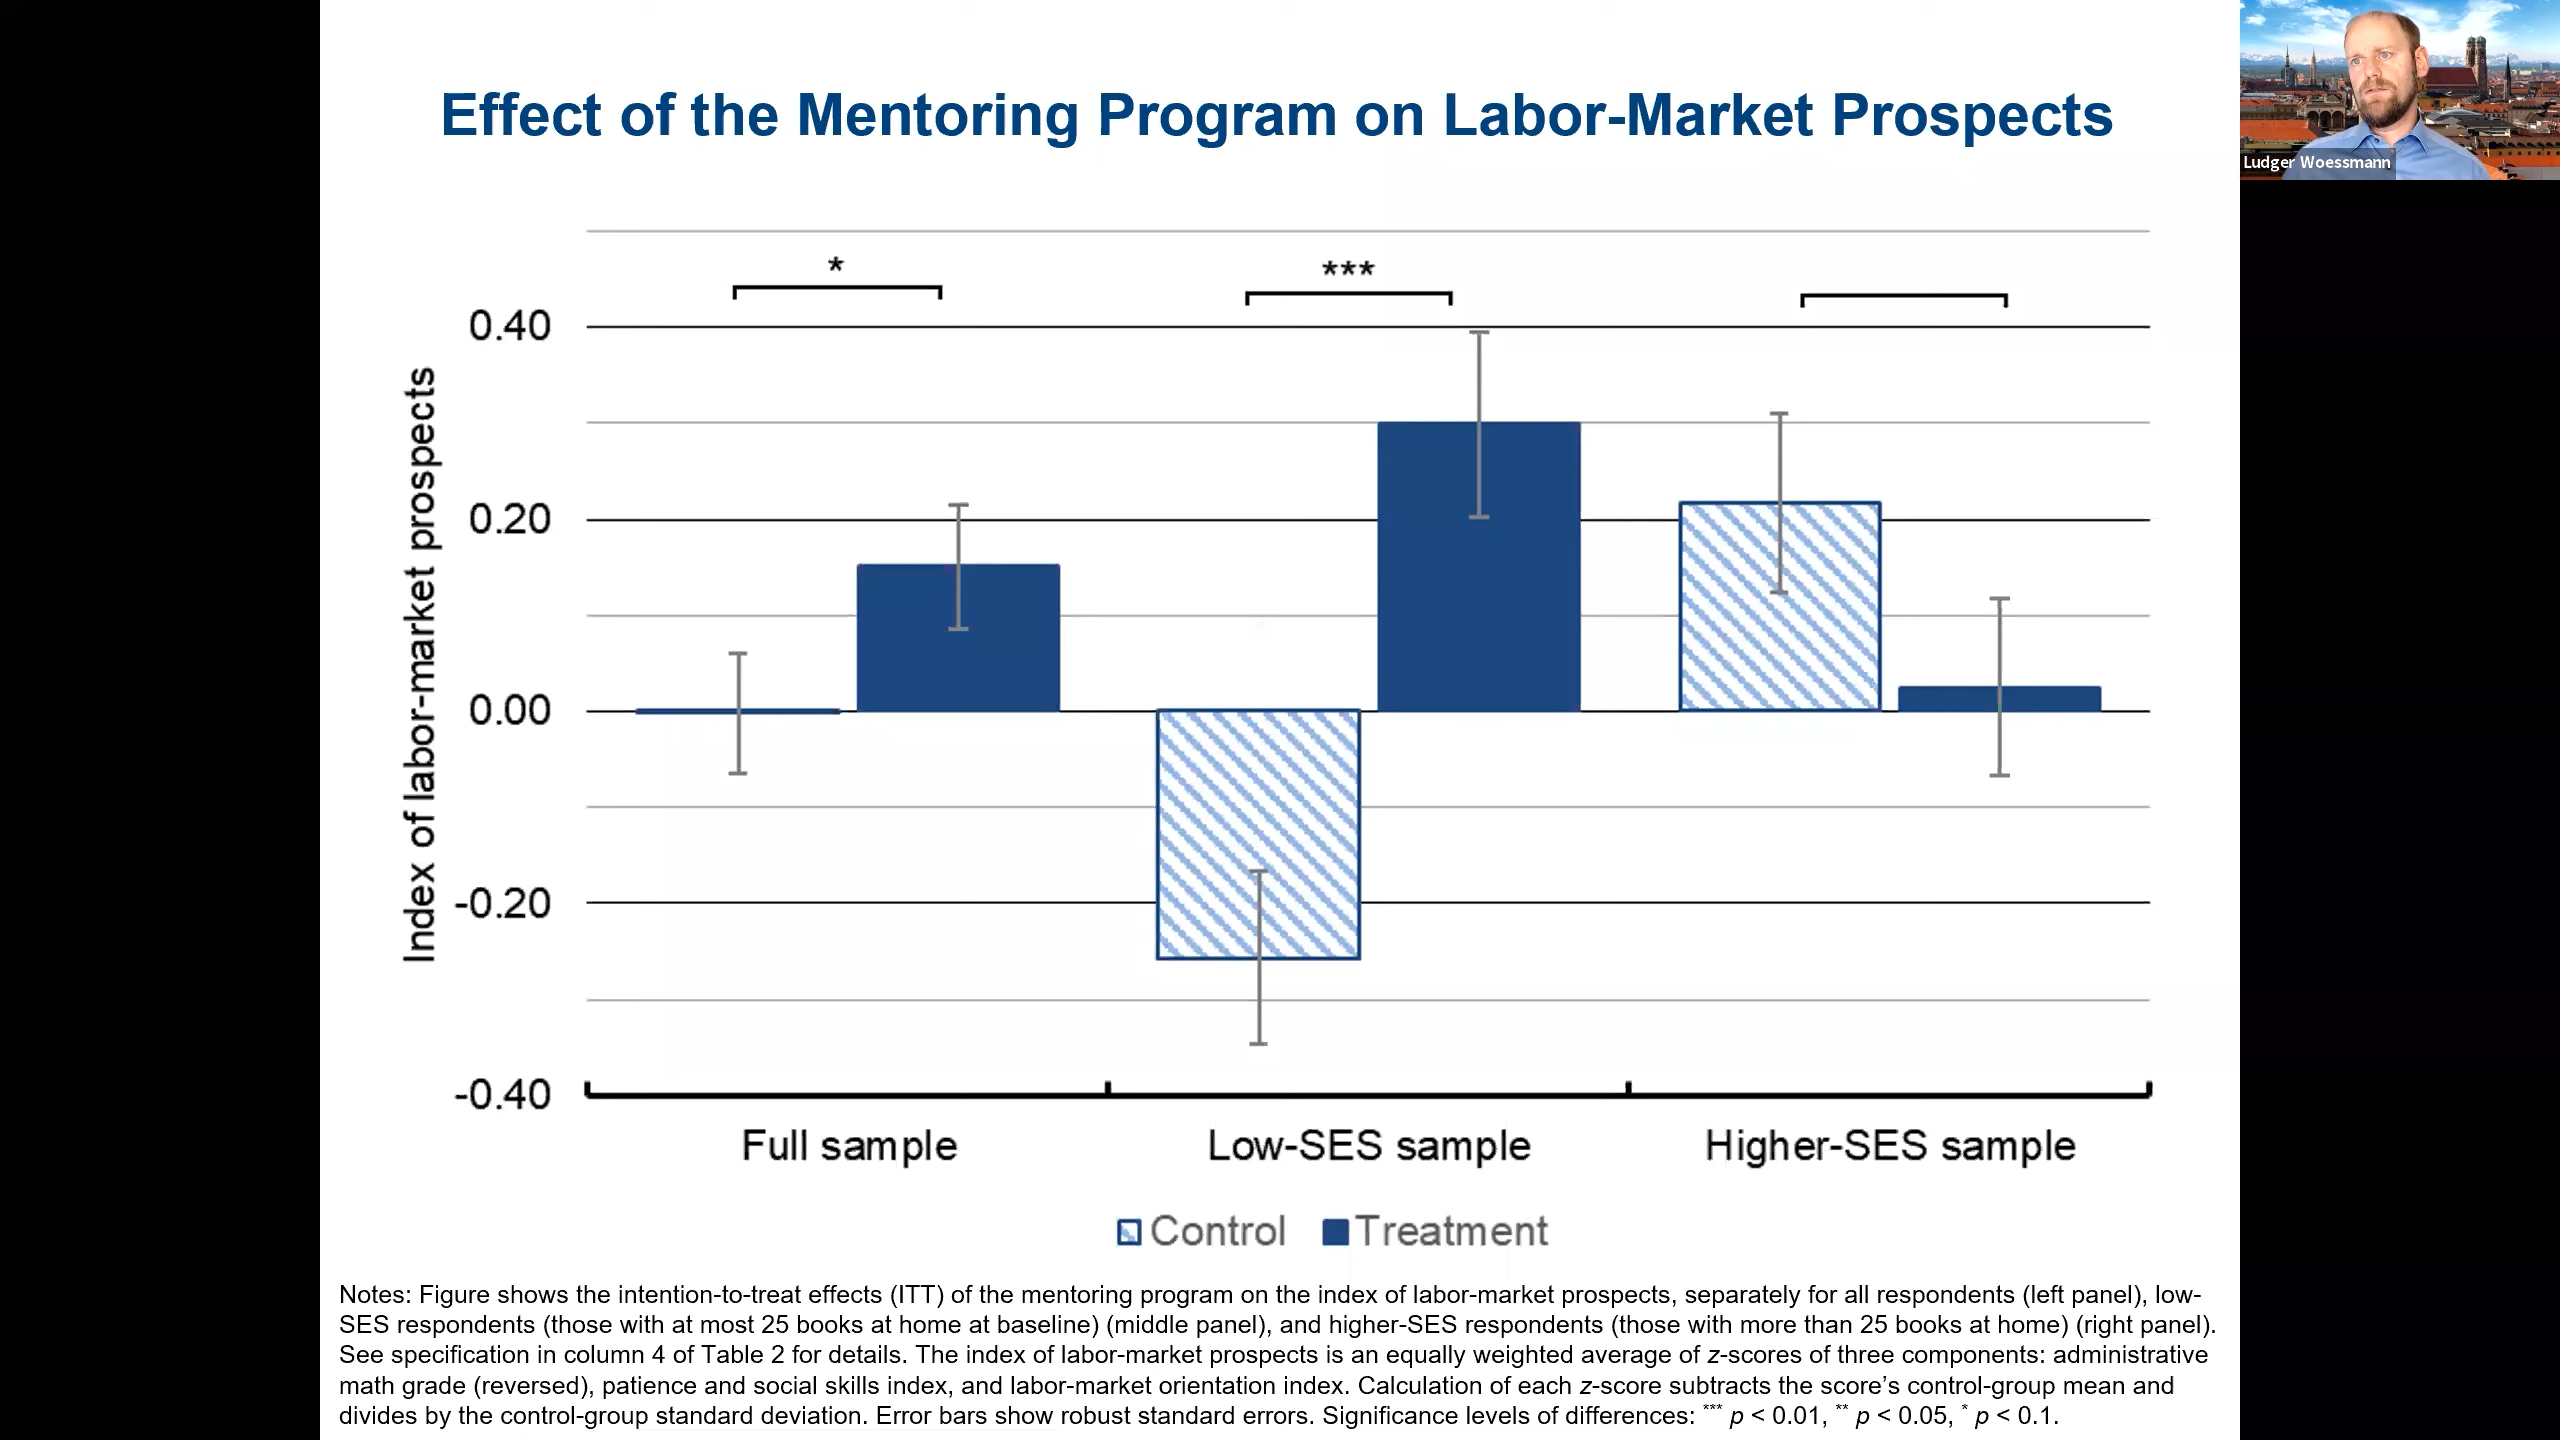 Effect of the Mentoring Program on Labor-Market Prospects
Ludger Woessmann
Index of labor-market prospects
* *** 
0.40
0.20
0.00
-0.20
-0.40
Full sample Low-SES sample Higher-SES sample
Control Treatment
Notes: Figure shows the intention-to-treat effects (ITT) of the mentoring program on the index of labor-market prospects, separately for all respondents (left panel), low-
SES respondents (those with at most 25 books at home at baseline) (middle panel), and higher-SES respondents (those with more than 25 books at home) (right panel).
See specification in column 4 of Table 2 for details. The index of labor-market prospects is an equally weighted average of z-scores of three components: administrative
math grade (reversed), patience and social skills index, and labor-market orientation index. Calculation of each z-score subtracts the score’s control-group mean and
divides by the control-group standard deviation. Error bars show robust standard errors. Significance levels of differences: *** p < 0.01, ** p < 0.05, * p < 0.1.